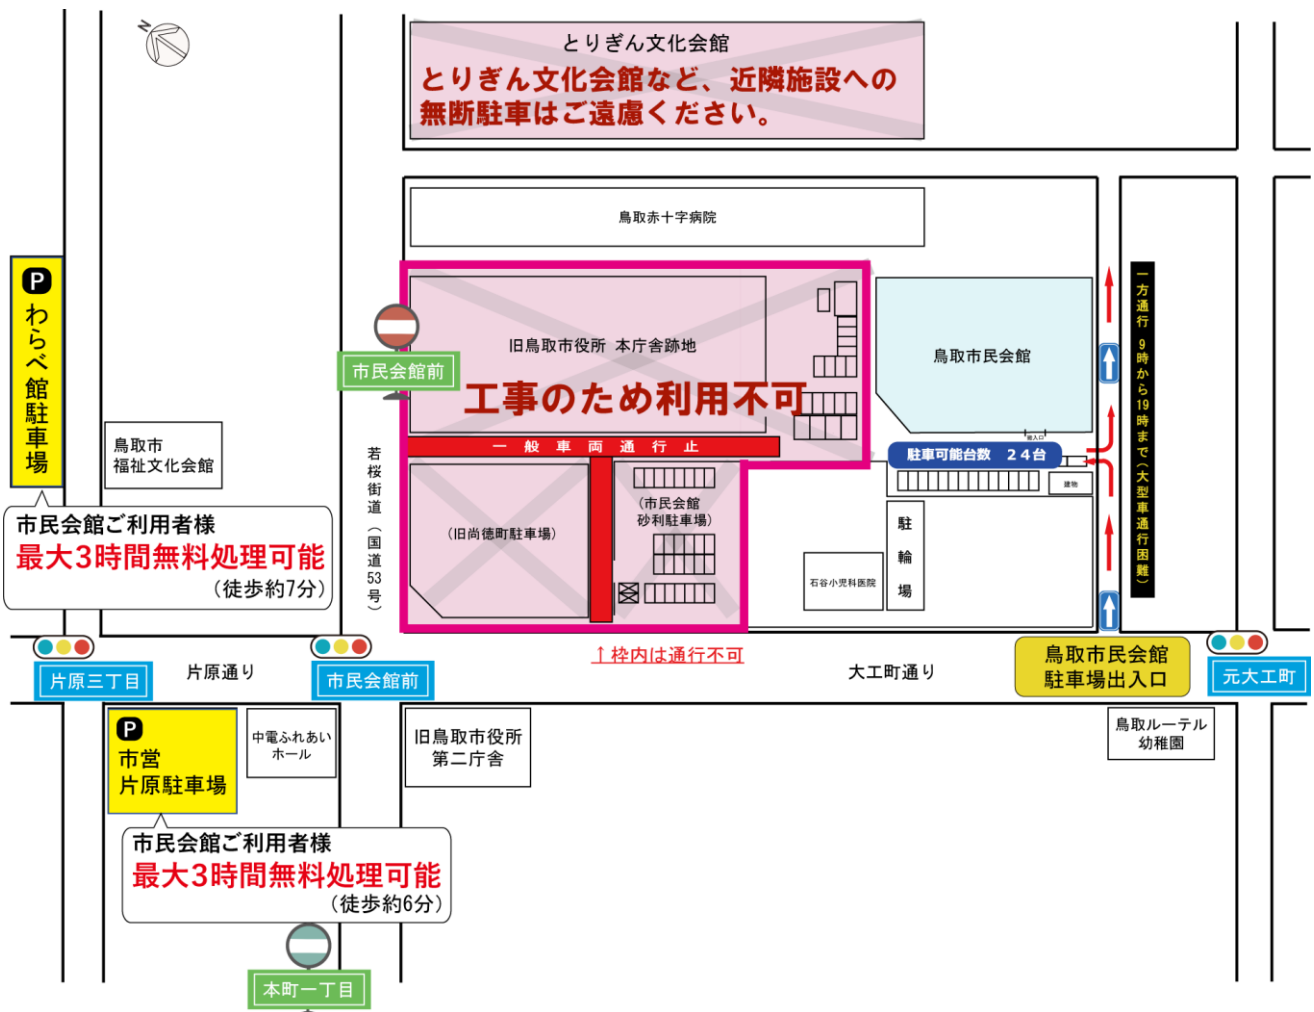 N
とりぎん文化会館
とりぎん文化会館など、近隣施設への
無断駐車はご遠慮ください。
鳥取赤十字病院
P
わらべ館駐車場
市民会館前
旧鳥取市役所 本庁舎跡地
工事のため利用不可
鳥取民会館
一方通行 9時から19時まで(大型車通行困難)
鳥取市
福祉文化会館
若桜街道(国道53号)
一般車両通行止
駐車可能台数 24台
建物
(市民会館
砂利駐車場)
(旧尚徳町駐車場)
駐輪場
石谷小児科医院
市民会館ご利用者様
最大3時間無料処理可能
(徒歩約7分)
↑枠内は通行不可
片原三丁目
片原通り
市民会館前
大工町通り
鳥取市民会館
駐車場出入口
元大工町
P
市営
片原駐車場
中電ふれあい
ホール
旧鳥取市役所
第二庁舎
鳥取ルーテル
幼稚園
市民会館ご利用者様
最大3時間無料処理可能
(徒歩約6分)
本町一丁目